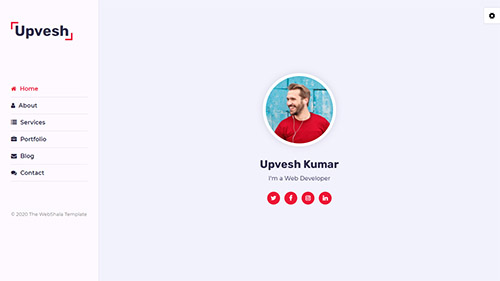 Upvesh
Home
About
Services
Portfolio
Blog
Contact
© 2020 The WebShala Template
Upvesh Kumar
I'm a Web Developer